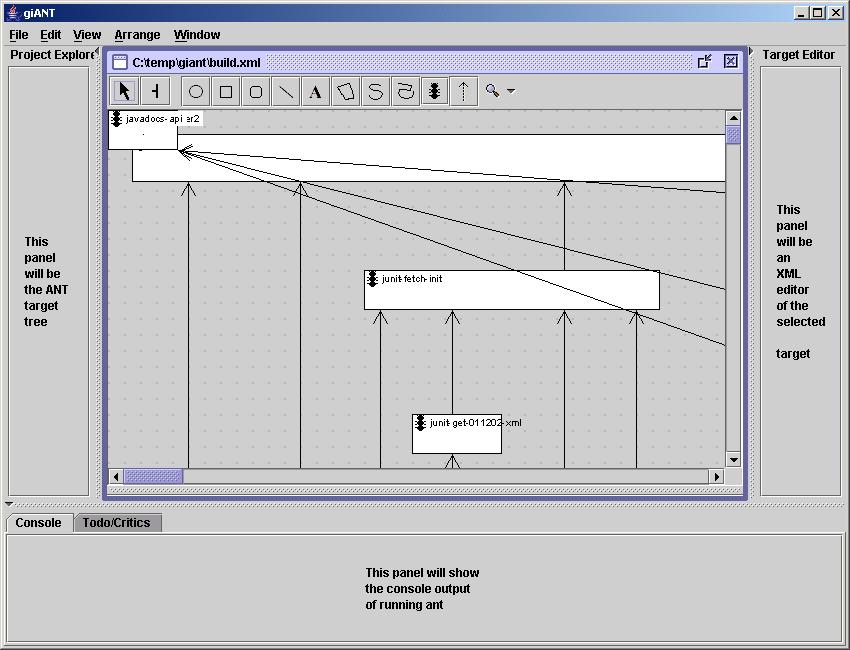 giANT
File Edit View Arrange Window
Project Explore
C:\temp\giant\build.xml
Target Editor
A
javadocs-api er2
This
panel
will be
the ANT
target
tree
junit-fetch-init
junit-get-011202-xml
This
panel
will be
an
XML
editor
of the
selected
target
Console Todo/Critics
This panel will show
the console output
of running ant